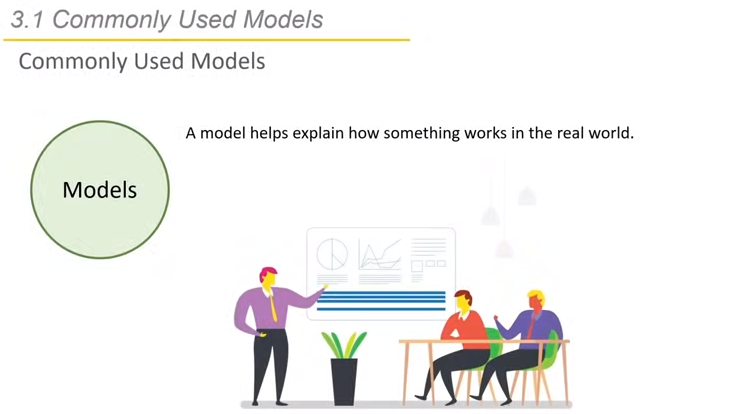 3.1 Commonly Used Models
Commonly Used Models
A model helps explain how something works in the real world.
Models